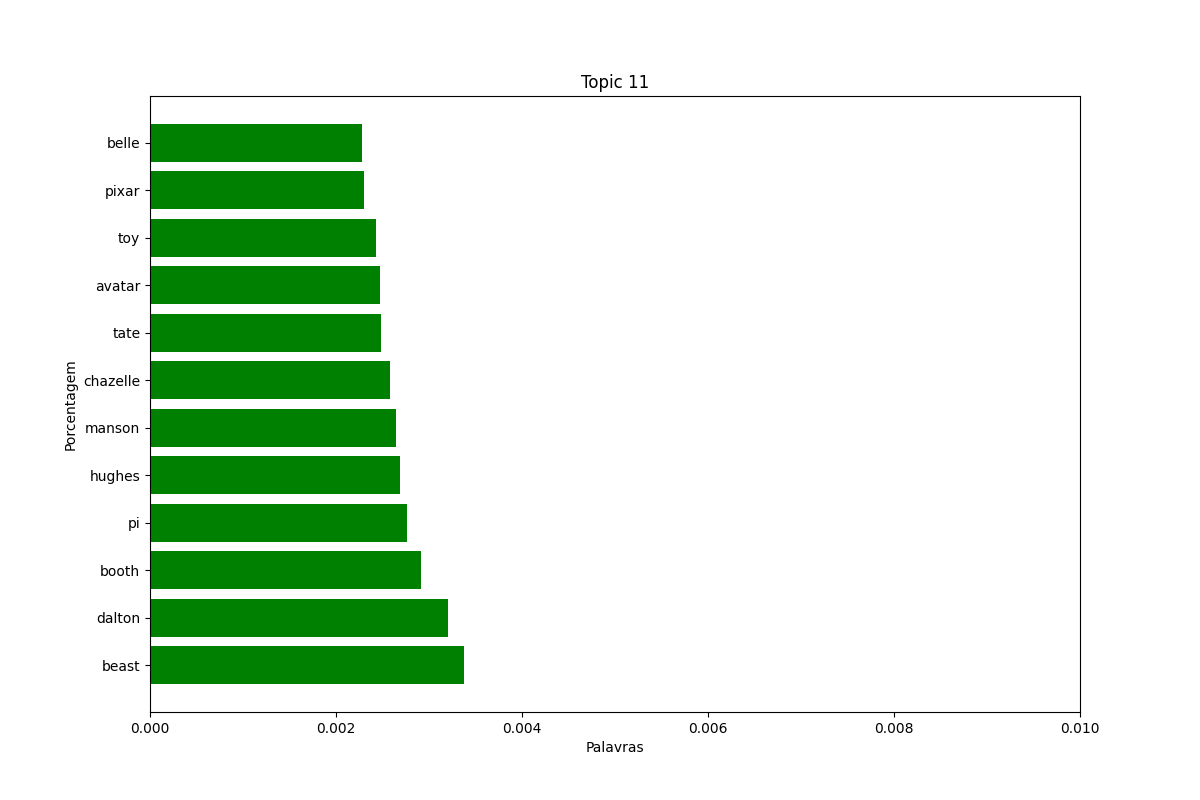 Topic 11
belle
pixar
toy
avatar
tate
chazelle
manson
hughes
pi
booth
dalton
beast
Porcentagem
0.000 0.002 0.004 0.006 0.008 0.010
Palavras